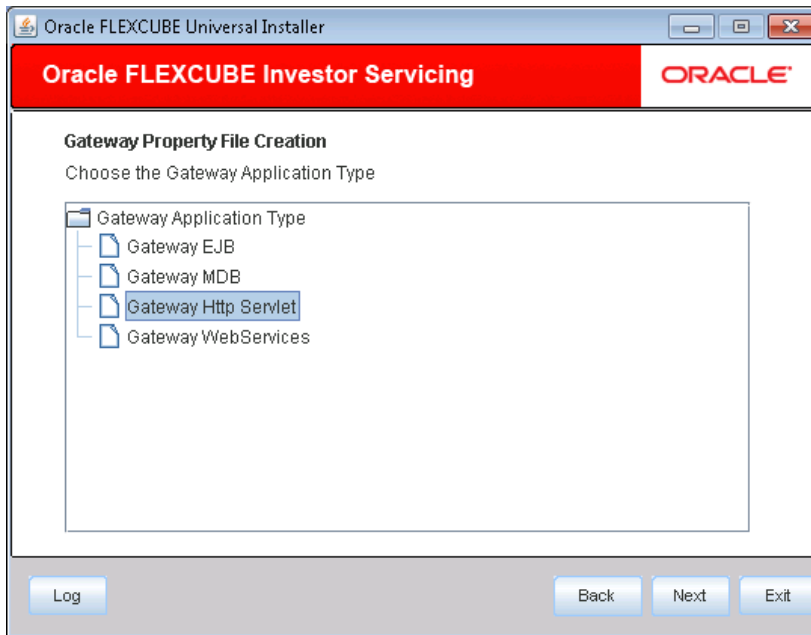 Oracle FLEXCUBE Universal Installer
Oracle FLEXCUBE Investor Servicing
ORACLE
Gateway Property File Creation
Choose the Gateway Application Type
Gateway Application Type
Gateway EJB
Gateway MDB
Gateway Http Servlet
Gateway WebServices
Log Back Next Exit